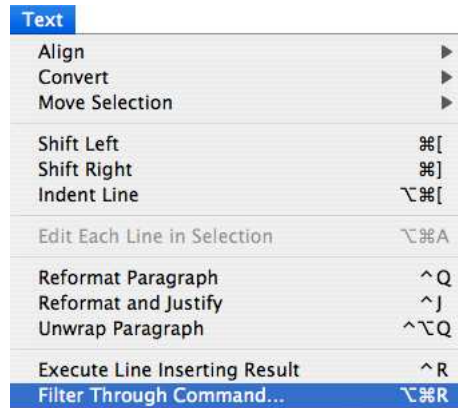 Text
Align ▶
Convert ▶
Move Selection ▶
Shift Left ⌘[
Shift Right ⌘]
Indent Line ⌥⌘[
Edit Each Line in Selection ⌥⌘A
Reformat Paragraph ^Q
Reformat and Justify ^J
Unwrap Paragraph ^⌥Q
Execute Line Inserting Result ^R
Filter Through Command... ⌥⌘R